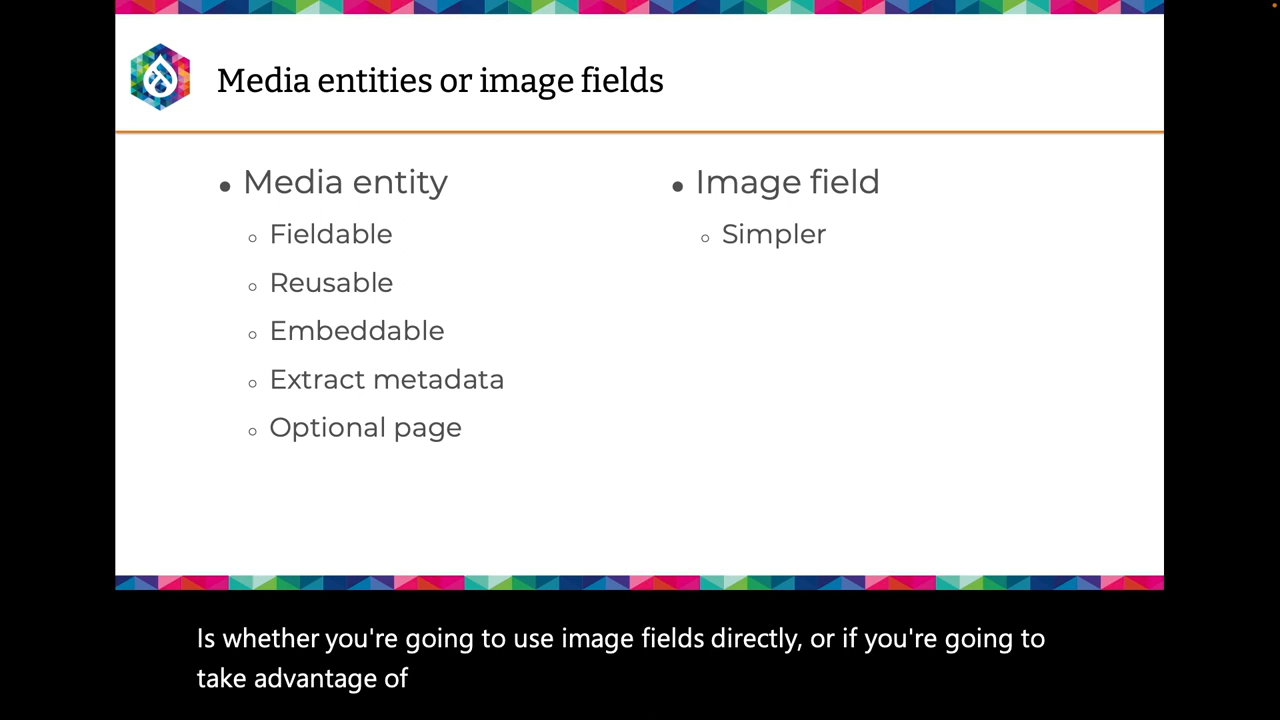 Media entities or image fields
Media entity
Fieldable
Reusable
Embeddable
Extract metadata
Optional page
Image field
Simpler
Is whether you're going to use image fields directly, or if you're going to
take advantage of